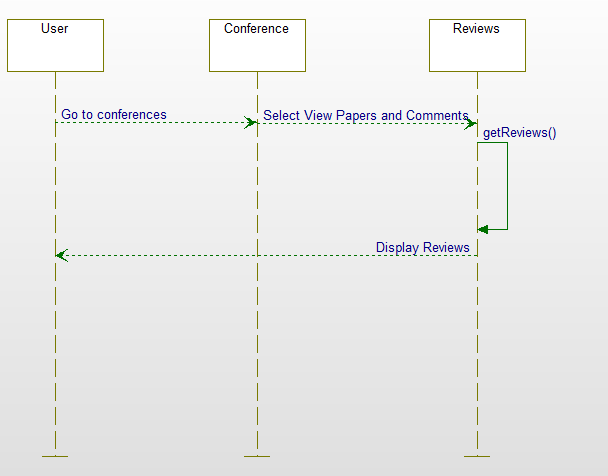 User
Conference
Reviews
Go to conferences
Select View Papers and Comments
getReviews()
Display Reviews